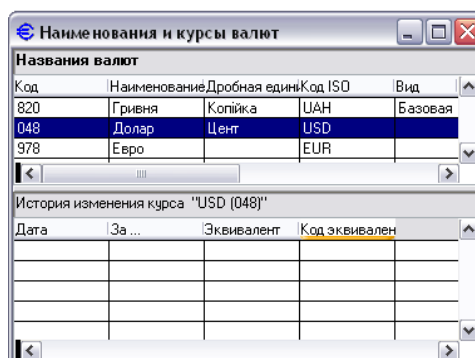 Наименования и курсы валют
Названия валют
Код Наименование Дробная едини Код ISO Вид
820 Гривня Копійка UAH Базовая
048 Долар Цент USD
978 Евро EUR
История изменения курса "USD (048)"
Дата За ... Эквивалент Код эквивален